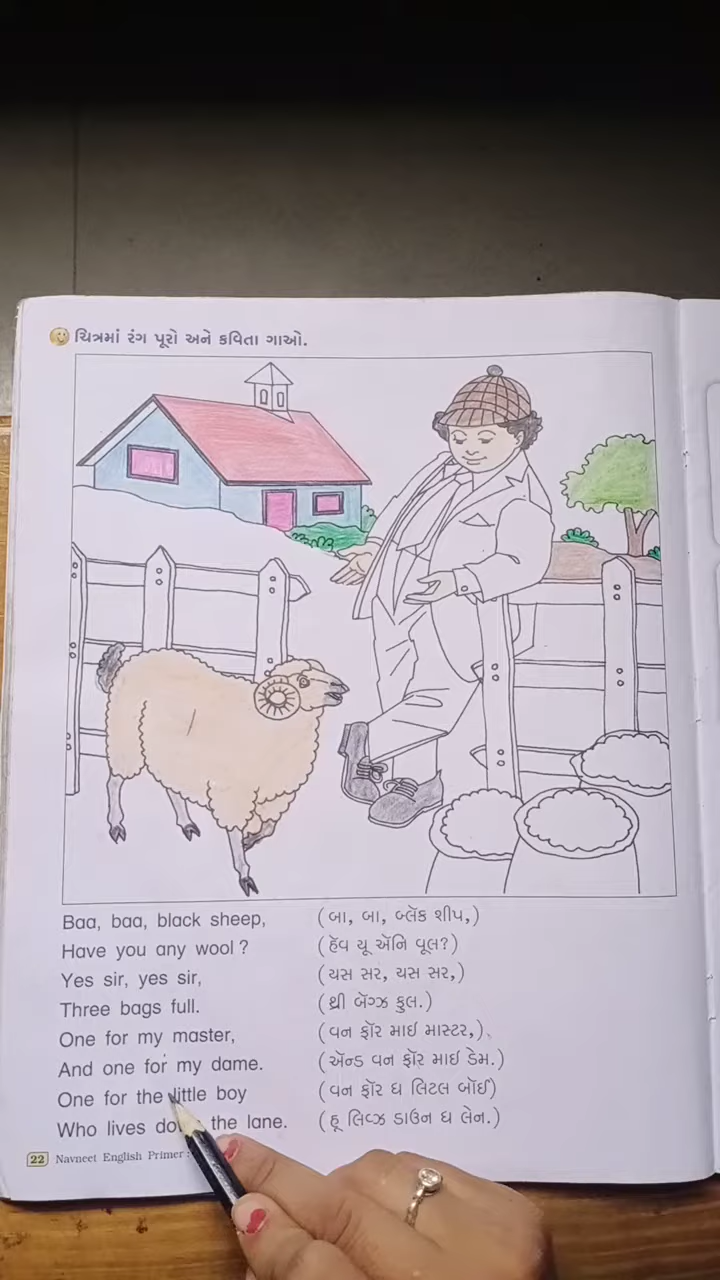 ચિત્રમાં રંગ પૂરો અને કવિતા ગાઓ.
Baa, baa, black sheep, (બા, બા, બ્લૅક શીપ,)
Have you any wool? (હૅવ યૂ ઍનિ વૂલ?)
Yes sir, yes sir, (યસ સર, યસ સર,)
Three bags full. (થ્રી બૅગ્ઝ ફુલ.)
One for my master, (વન ફૉર માઇ માસ્ટર,)
And one for my dame. (ઍન્ડ વન ફૉર માઇ ડેમ.)
One for the little boy (વન ફૉર ધ લિટલ બૉઇ)
Who lives the lane. (હૂ લિવ્ઝ ડાઉન ધ લેન.)
22 Navneet English Primer :